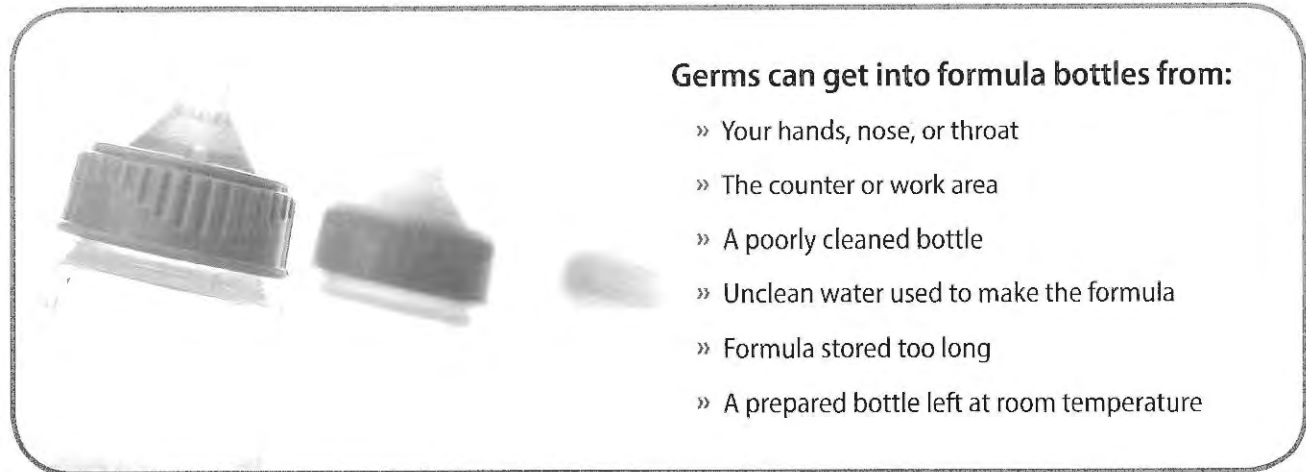 Germs can get into formula bottles from:
» Your hands, nose, or throat
» The counter or work area
» A poorly cleaned bottle
» Unclean water used to make the formula
» Formula stored too long
» A prepared bottle left at room temperature